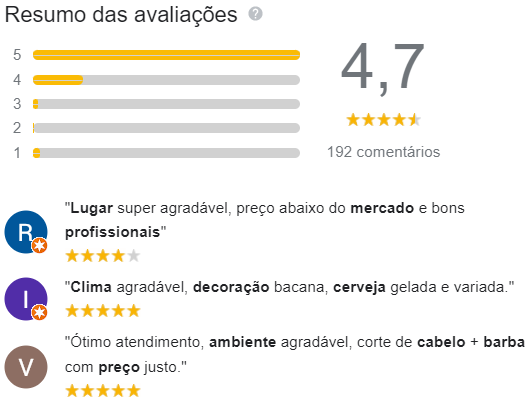 Resumo das avaliações ?
5
4
3
2
1
4,7
192 comentários
R
"Lugar super agradável, preço abaixo do mercado e bons
profissionais"
I
"Clima agradável, decoração bacana, cerveja gelada e variada."
V
"Ótimo atendimento, ambiente agradável, corte de cabelo + barba
com preço justo."